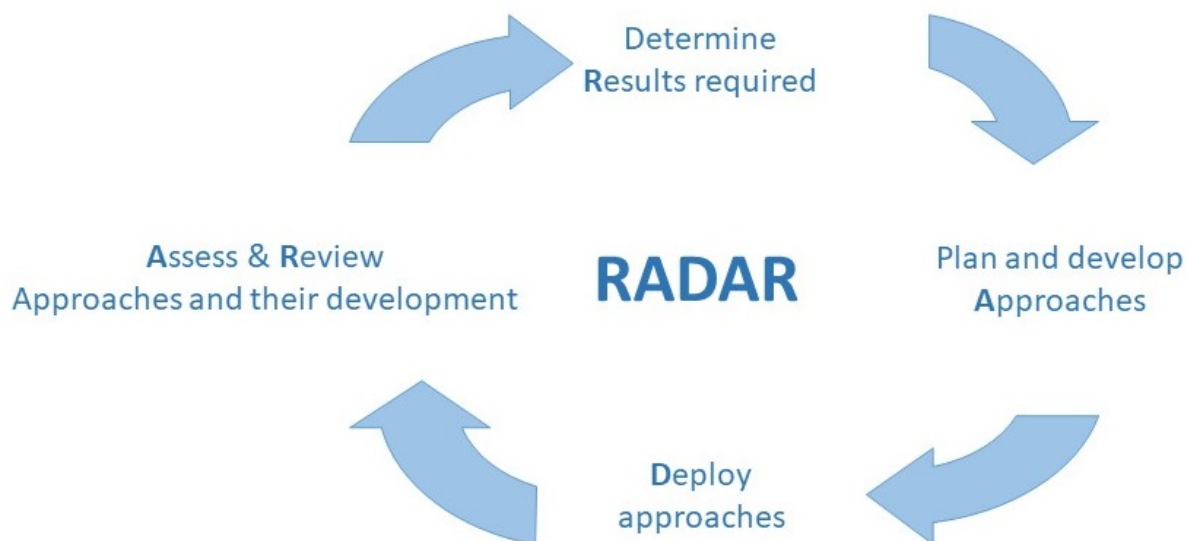 Determine
Results required
Plan and develop
Approaches
Deploy
approaches
Assess & Review
Approaches and their development
RADAR